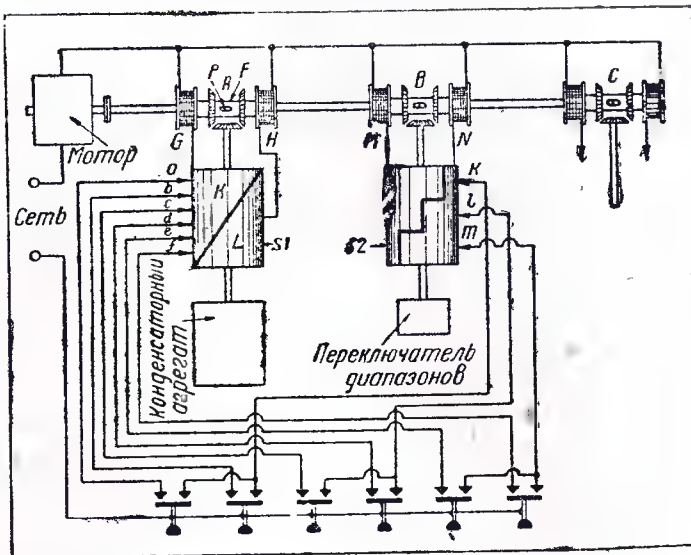 P
R
F
B
C
G
H
M
N
Мотор
Сеть
a
b
c
d
e
f
K
L
S1
S2
K
l
m
Конденсаторный
агрегат
Переключатель
диапазонов